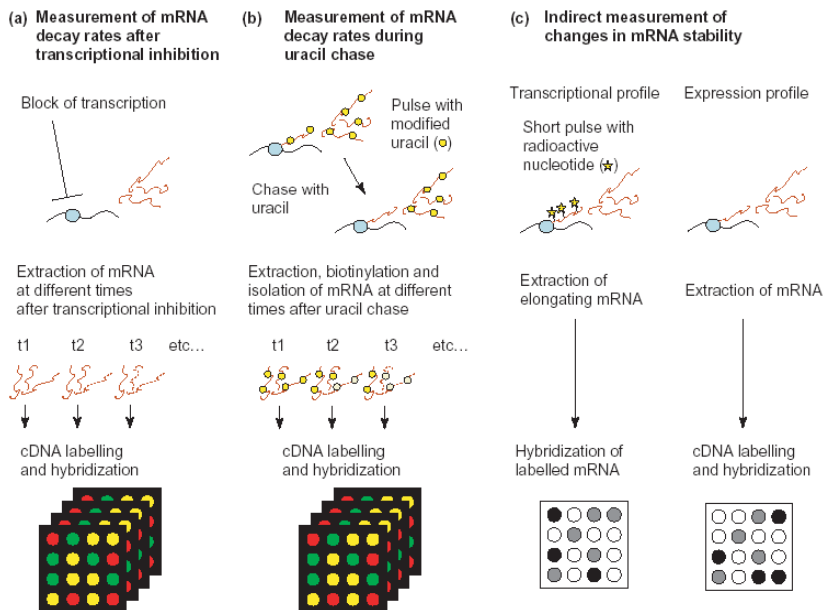 (a) Measurement of mRNA
decay rates after
transcriptional inhibition
Block of transcription
Extraction of mRNA
at different times
after transcriptional inhibition
t1 t2 t3 etc...
cDNA labelling
and hybridization
(b) Measurement of mRNA
decay rates during
uracil chase
Pulse with
modified
uracil ( )
Chase with
uracil
Extraction, biotinylation and
isolation of mRNA at different
times after uracil chase
t1 t2 t3 etc...
cDNA labelling
and hybridization
(c) Indirect measurement of
changes in mRNA stability
Transcriptional profile
Short pulse with
radioactive
nucleotide ( )
Extraction of
elongating mRNA
Hybridization of
labelled mRNA
Expression profile
Extraction of mRNA
cDNA labelling
and hybridization